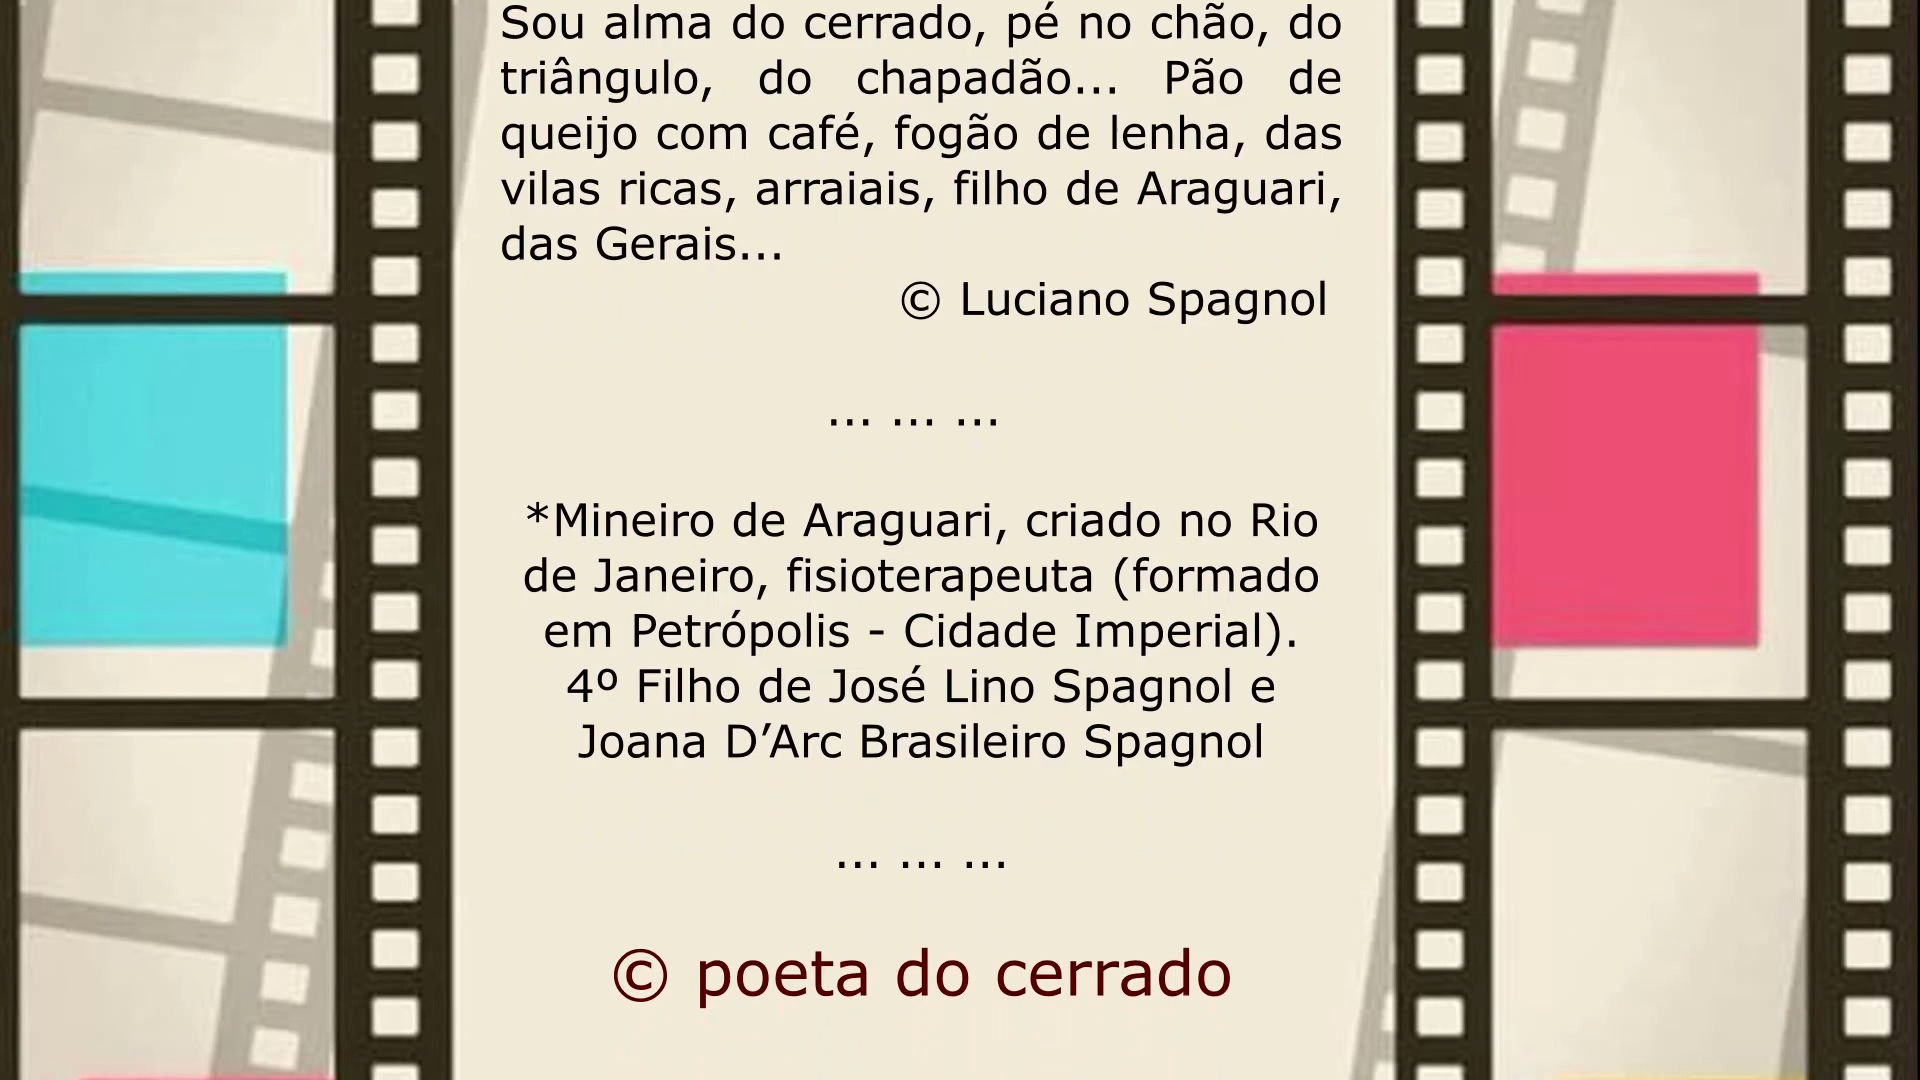 Sou alma do cerrado, pé no chão, do
triângulo, do chapadão... Pão de
queijo com café, fogão de lenha, das
vilas ricas, arraiais, filho de Araguari,
das Gerais...
© Luciano Spagnol
... ... ...
*Mineiro de Araguari, criado no Rio
de Janeiro, fisioterapeuta (formado
em Petrópolis - Cidade Imperial).
4º Filho de José Lino Spagnol e
Joana D’Arc Brasileiro Spagnol
... ... ...
© poeta do cerrado